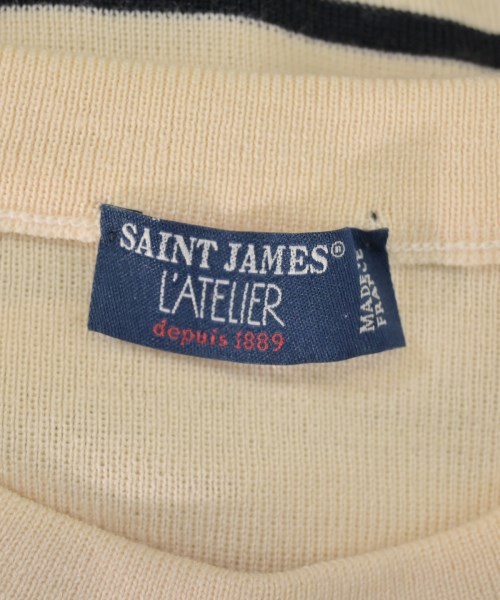 SAINT JAMES®
L'ATELIER
depuis 1889
MADE